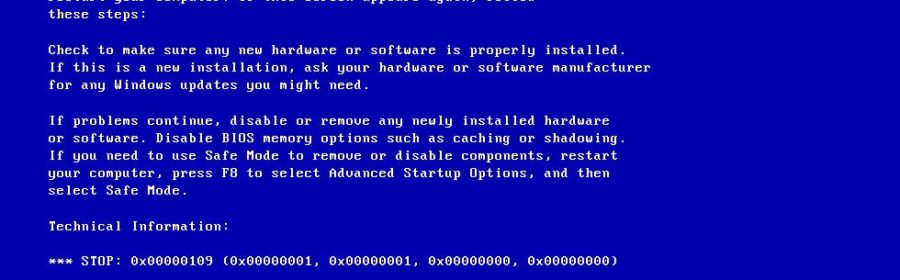 these steps:
Check to make sure any new hardware or software is properly installed.
If this is a new installation, ask your hardware or software manufacturer
for any Windows updates you might need.
If problems continue, disable or remove any newly installed hardware
or software. Disable BIOS memory options such as caching or shadowing.
If you need to use Safe Mode to remove or disable components, restart
your computer, press F8 to select Advanced Startup Options, and then
select Safe Mode.
Technical Information:
*** STOP: 0x00000109 (0x00000001, 0x00000001, 0x00000000, 0x00000000)